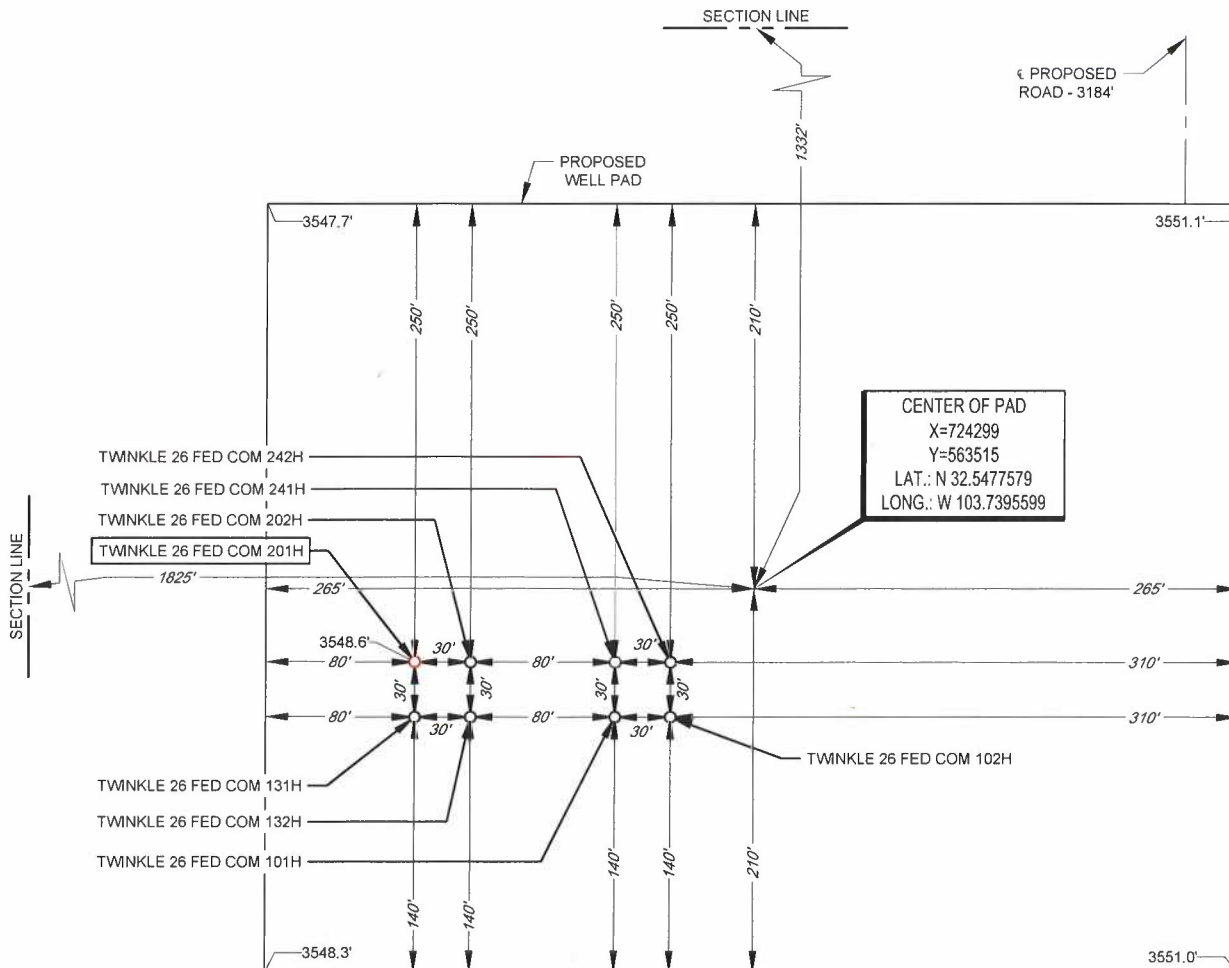 SECTION LINE
℄ PROPOSED
ROAD - 3184'
1332'
PROPOSED
WELL PAD
3547.7'
3551.1'
250'
250'
250'
250'
210'
CENTER OF PAD
X=724299
Y=563515
LAT.: N 32.5477579
LONG.: W 103.7395599
TWINKLE 26 FED COM 242H
TWINKLE 26 FED COM 241H
TWINKLE 26 FED COM 202H
TWINKLE 26 FED COM 201H
SECTION LINE
1825'
265'
265'
3548.6'
80'
30'
80'
30'
310'
30'
30'
30'
30'
80'
30'
80'
30'
310'
TWINKLE 26 FED COM 102H
TWINKLE 26 FED COM 131H
TWINKLE 26 FED COM 132H
TWINKLE 26 FED COM 101H
140'
140'
140'
140'
210'
3548.3'
3551.0'